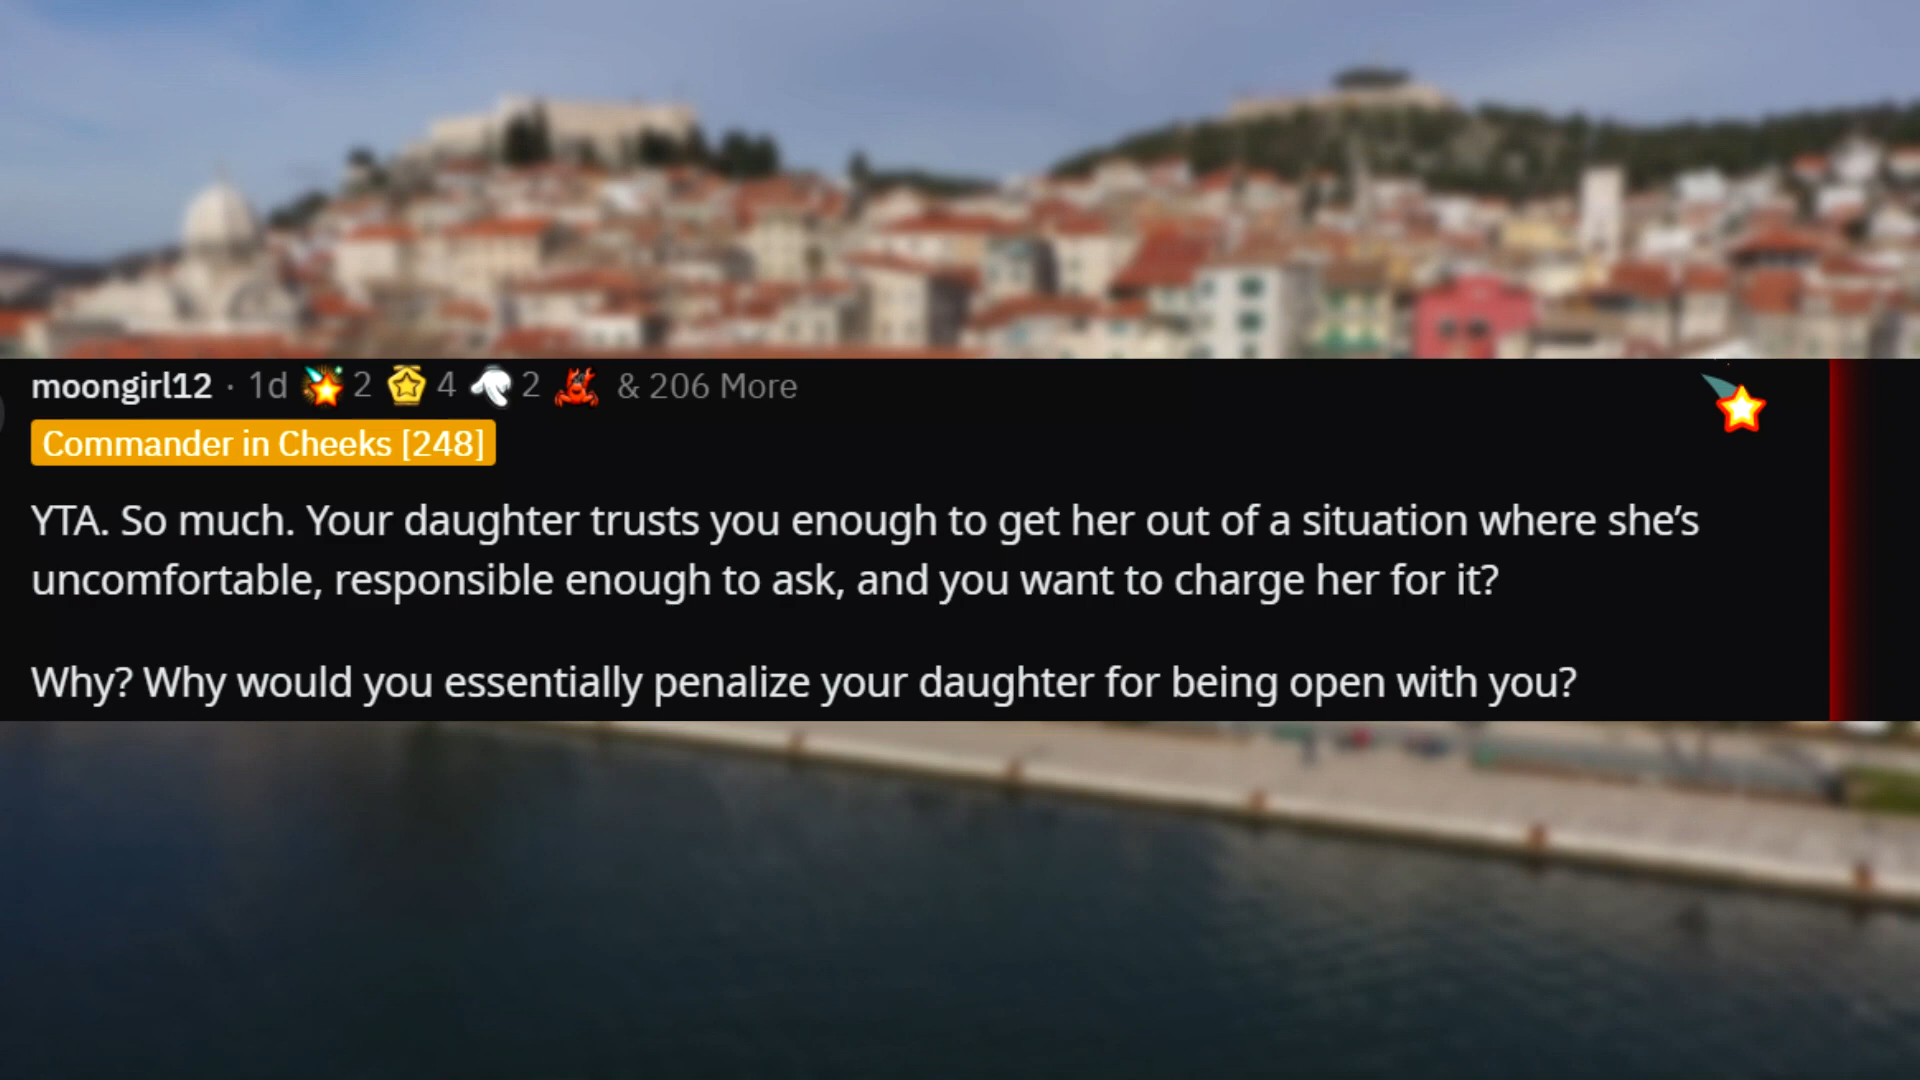 moongirl12 · 1d 2 4 2 & 206 More
Commander in Cheeks [248]
YTA. So much. Your daughter trusts you enough to get her out of a situation where she’s
uncomfortable, responsible enough to ask, and you want to charge her for it?
Why? Why would you essentially penalize your daughter for being open with you?